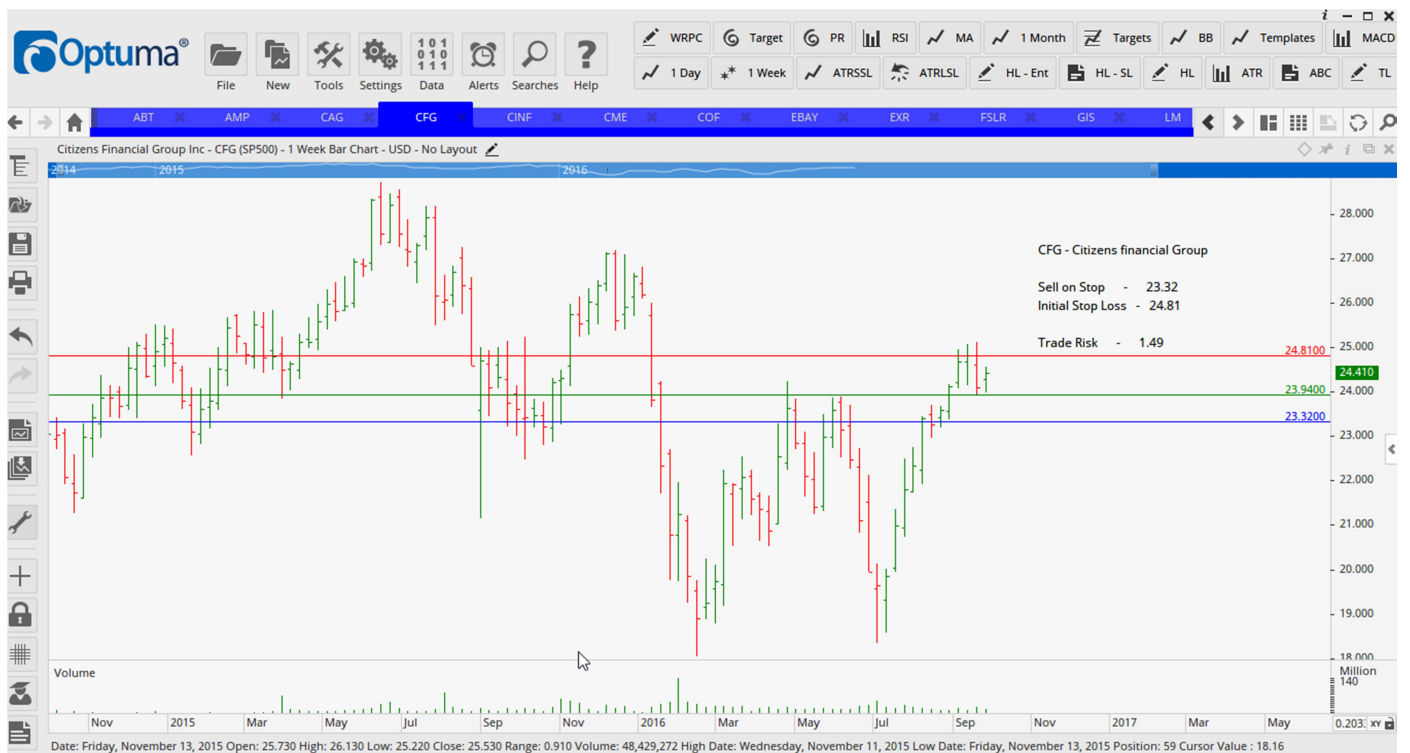 i
Optuma®
File New Tools Settings Data Alerts Searches Help
WRPC Target PR RSI MA 1 Month Targets BB Templates MACD
1 Day 1 Week ATRSSL ATRLSL HL - Ent HL - SL HL ATR ABC TL
ABT AMP CAG CFG CINF CME COF EBAY EXR FSLR GIS LM
Citizens Financial Group Inc - CFG (SP500) - 1 Week Bar Chart - USD - No Layout
2014 2015 2016
28.000
CFG - Citizens financial Group
27.000
Sell on Stop - 23.32
26.000
Initial Stop Loss - 24.81
Trade Risk - 1.49
25.000
24.8100
24.410
24.000
23.9400
23.3200
23.000
22.000
21.000
20.000
19.000
18.000
Volume
Million
140
Nov 2015 Mar May Jul Sep Nov 2016 Mar May Jul Sep Nov 2017 Mar May
XY
Date: Friday, November 13, 2015 Open: 25.730 High: 26.130 Low: 25.220 Close: 25.530 Range: 0.910 Volume: 48,429,272 High Date: Wednesday, November 11, 2015 Low Date: Friday, November 13, 2015 Position: 59 Cursor Value : 18.16